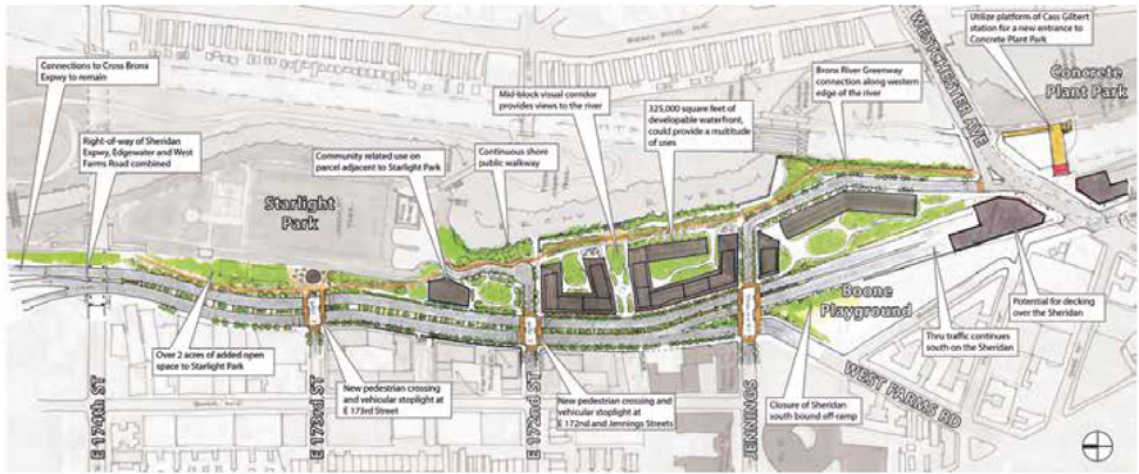 Utilize platform of Cass Gilbert
station for a new entrance to
Concrete Plant Park
WESTCHESTER AVE
Concrete
Plant Park
Connections to Cross Bronx
Expwy to remain
Mid-block visual corridor
provides views to the river
Bronx River Greenway
connection along western
edge of the river
325,000 square feet of
developable waterfront,
could provide a multitude
of uses
Right-of-way of Sheridan
Expwy, Edgewater and West
Farms Road combined
Community related use on
parcel adjacent to Starlight Park
Continuous shore
public walkway
Starlight
Park
Boone
Playground
Potential for decking
over the Sheridan
Thru traffic continues
south on the Sheridan
Over 2 acres of added open
space to Starlight Park
New pedestrian crossing
and vehicular stoplight at
E 173rd Street
New pedestrian crossing and
vehicular stoplight at
E 172nd and Jennings Streets
Closure of Sheridan
south bound off-ramp
WEST FARMS RD
E 174th ST
E 173rd ST
E 172nd ST
JENNINGS